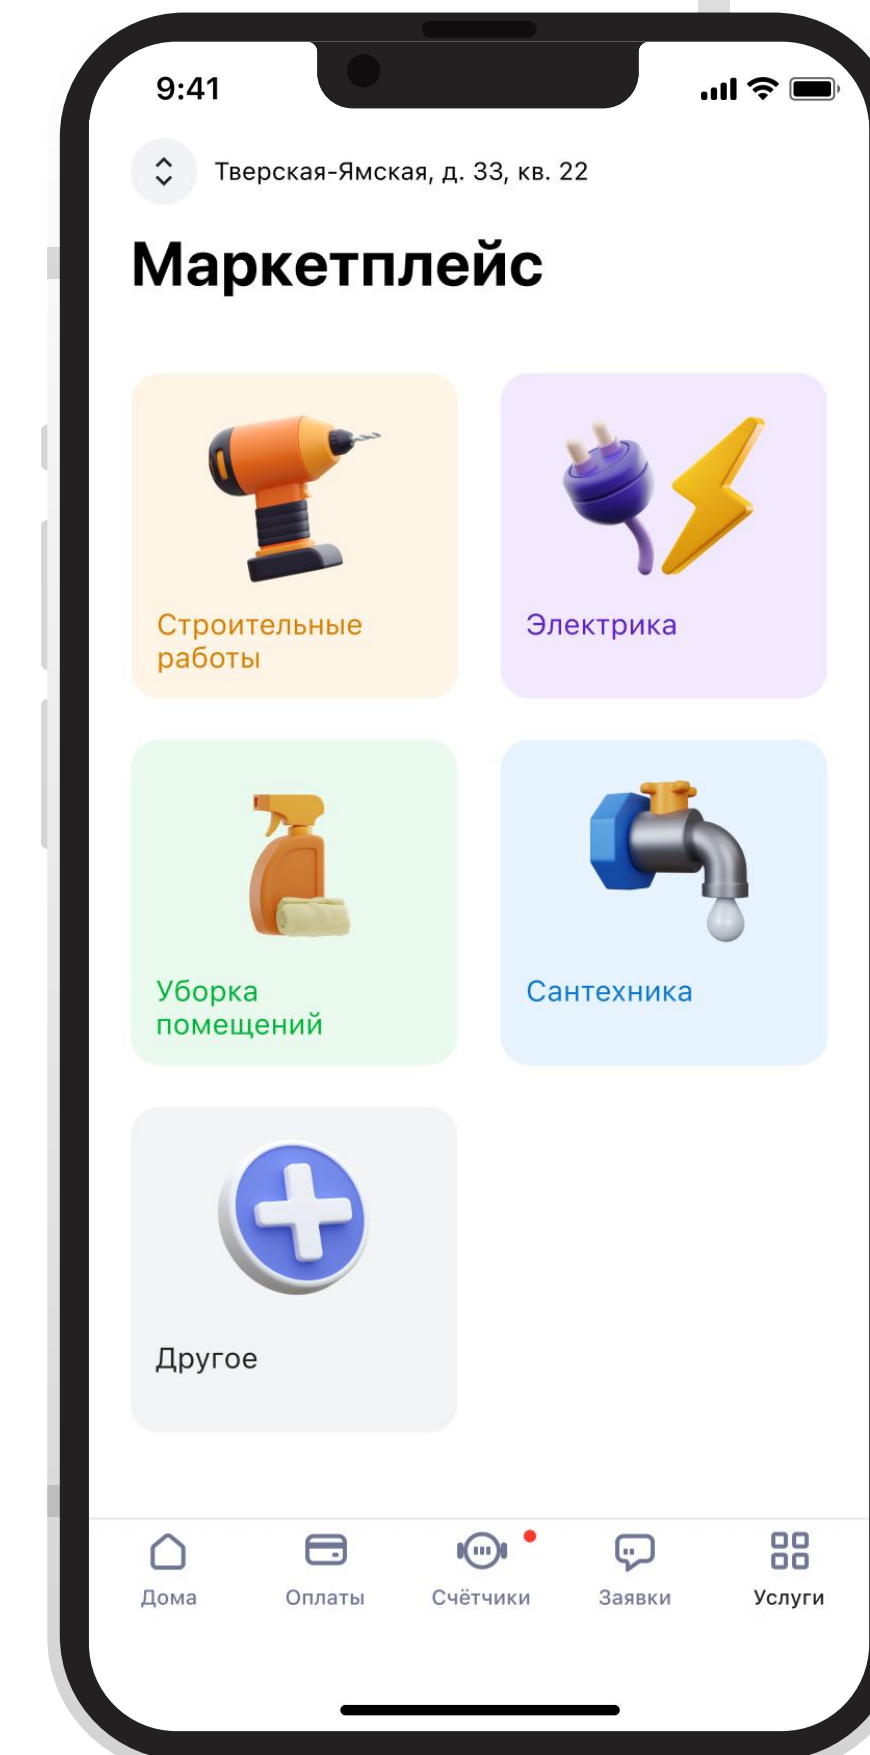 9:41
Тверская-Ямская, д. 33, кв. 22
Маркетплейс
Строительные
работы
Электрика
Уборка
помещений
Сантехника
Другое
Дома
Оплаты
Счётчики
Заявки
Услуги